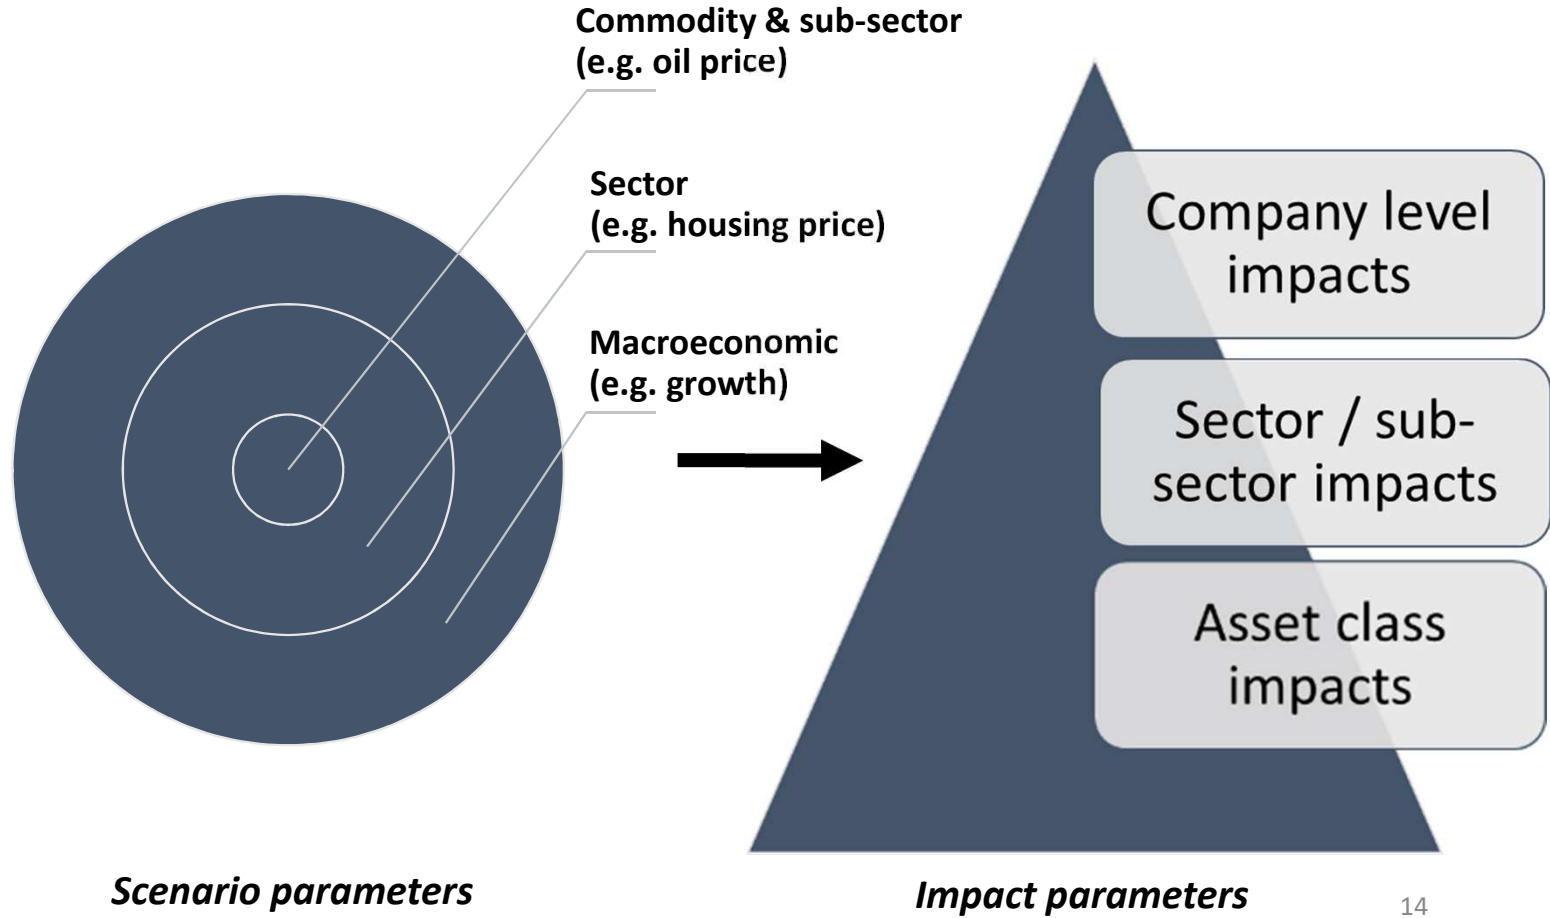 Commodity & sub-sector
(e.g. oil price)
Sector
(e.g. housing price)
Macroeconomic
(e.g. growth)
Company level
impacts
Sector / sub-
sector impacts
Asset class
impacts
Scenario parameters
Impact parameters
14